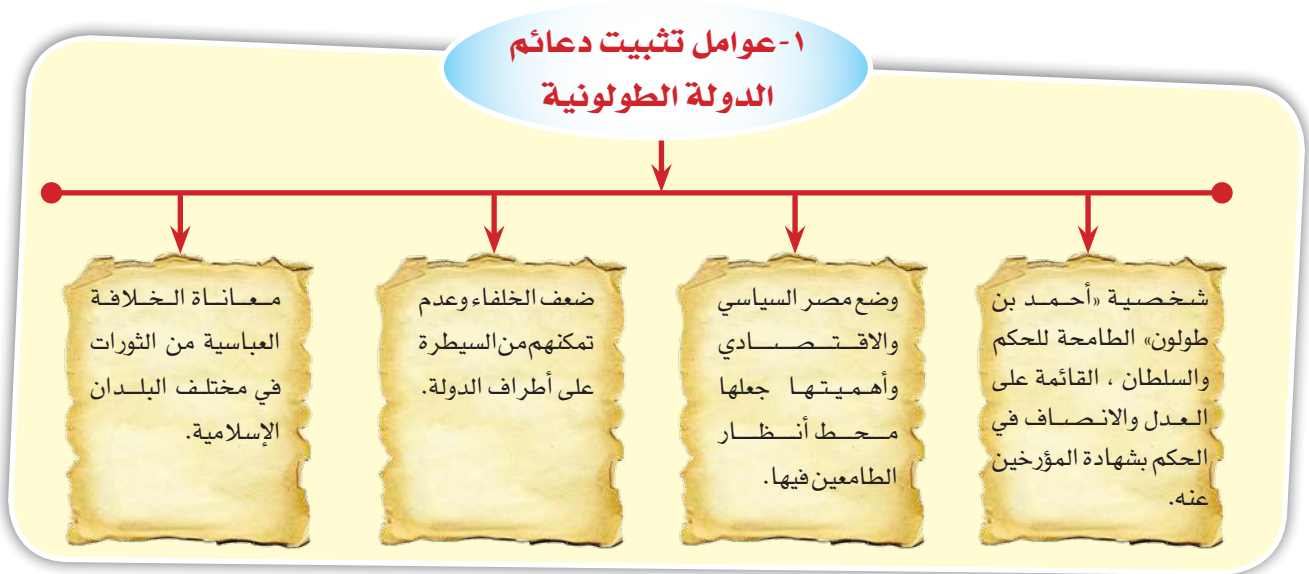 ١-عوامل تثبيت دعائم
الدولة الطولونية
شخصية «أحمد بن
طولون» الطامحة للحكم
والسلطان ، القائمة على
العدل والانصاف في
الحكم بشهادة المؤرخين
عنه.
وضع مصر السياسي
والاقتصادي
وأهميتها جعلها
محط أنظار
الطامعين فيها.
ضعف الخلفاء وعدم
تمكنهم من السيطرة
على أطراف الدولة.
معاناة الخلافة
العباسية من الثورات
في مختلف البلدان
الإسلامية.